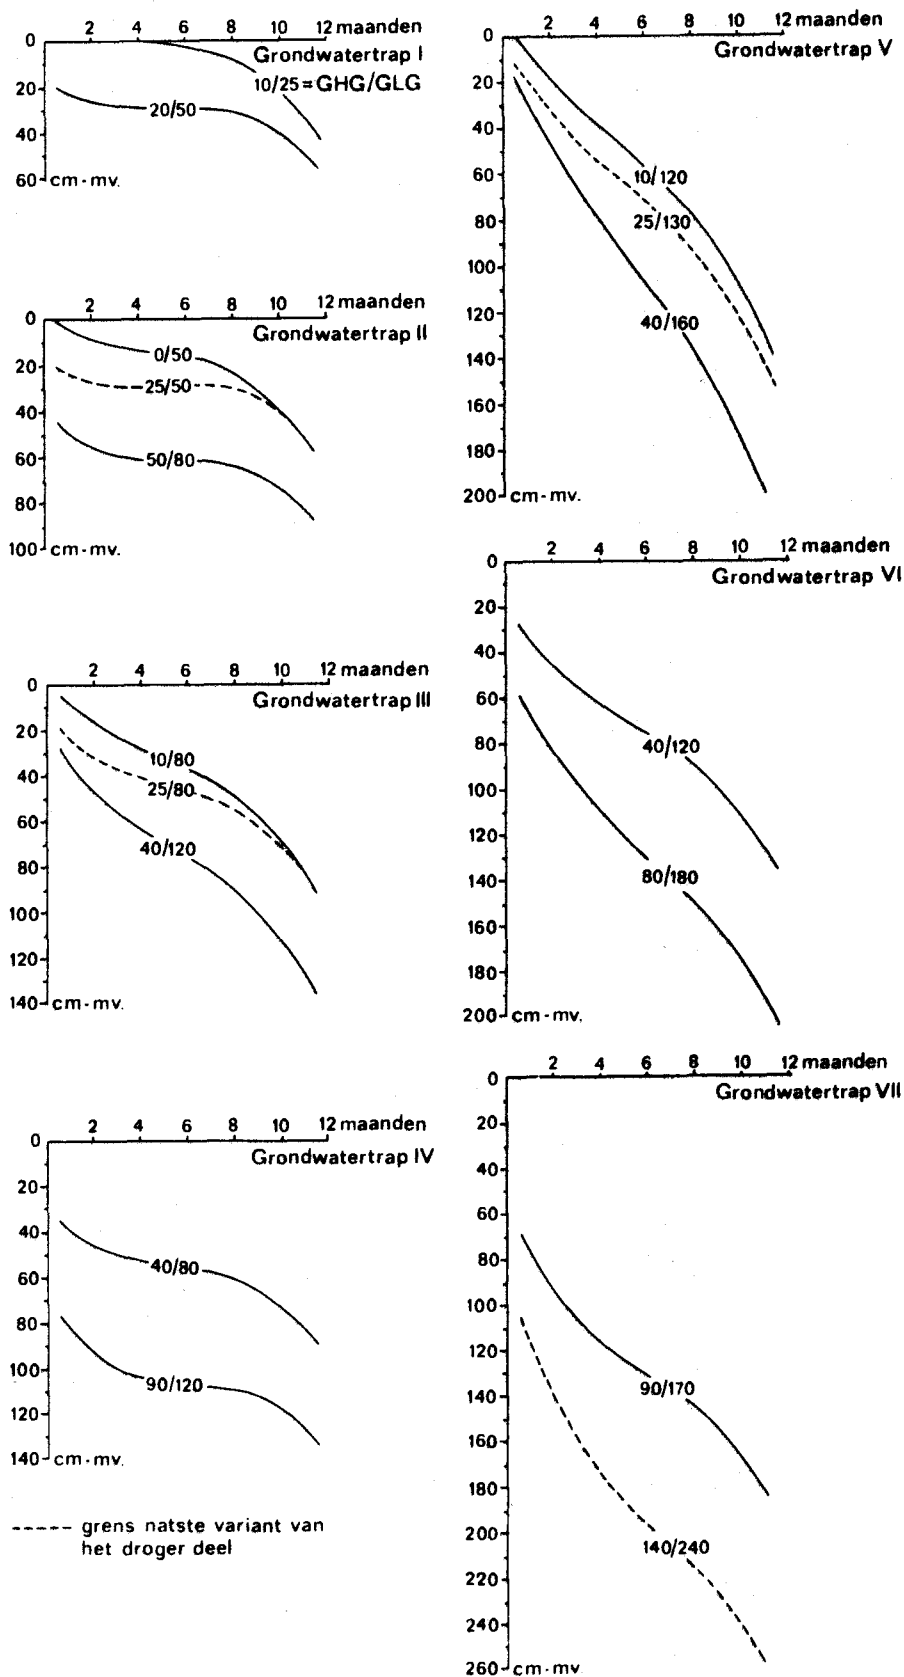 2 4 6 8 10 12 maanden
Grondwatertrap I
10/25 = GHG/GLG
0
20
20/50
40
60 cm-mv.
2 4 6 8 10 12 maanden
Grondwatertrap II
0
0/50
20
25/50
40
50/80
60
80
100 cm-mv.
2 4 6 8 10 12 maanden
Grondwatertrap III
0
20
10/80
40
25/80
60
40/120
80
100
120
140 cm-mv.
2 4 6 8 10 12 maanden
Grondwatertrap IV
0
20
40
40/80
60
80
100
90/120
120
140 cm-mv.
----- grens natste variant van
het droger deel
2 4 6 8 10 12 maanden
Grondwatertrap V
0
20
40
60
10/120
80
25/130
100
120
40/160
140
160
180
200 cm-mv.
2 4 6 8 10 12 maanden
Grondwatertrap VI
0
20
40
60
80
40/120
100
120
140
80/180
160
180
200 cm-mv.
2 4 6 8 10 12 maanden
Grondwatertrap VII
0
20
40
60
80
100
120
140
90/170
160
180
200
140/240
220
240
260 cm-mv.